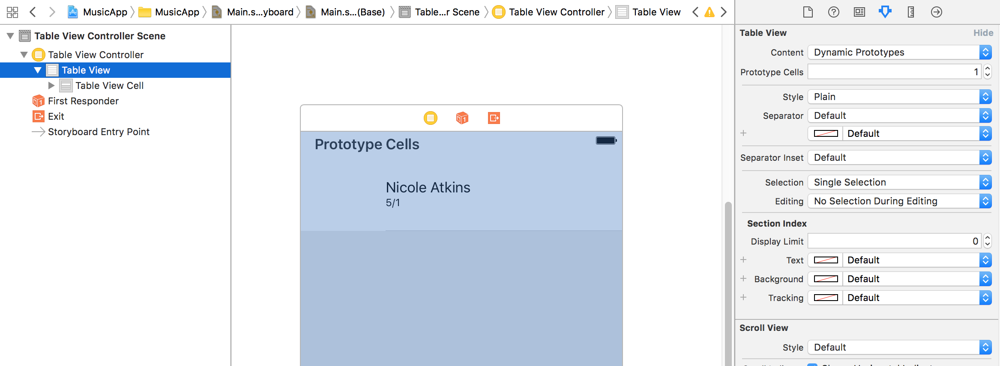 MusicApp MusicApp Main.s...yboard Main.s...(Base) Table...r Scene Table View Controller Table View
Table View Controller Scene
Table View Controller
Table View
Table View Cell
First Responder
Exit
Storyboard Entry Point
Prototype Cells
Nicole Atkins
5/1
Table View Hide
Content Dynamic Prototypes
Prototype Cells 1
Style Plain
Separator Default
Default
Separator Inset Default
Selection Single Selection
Editing No Selection During Editing
Section Index
Display Limit 0
Text Default
Background Default
Tracking Default
Scroll View
Style Default